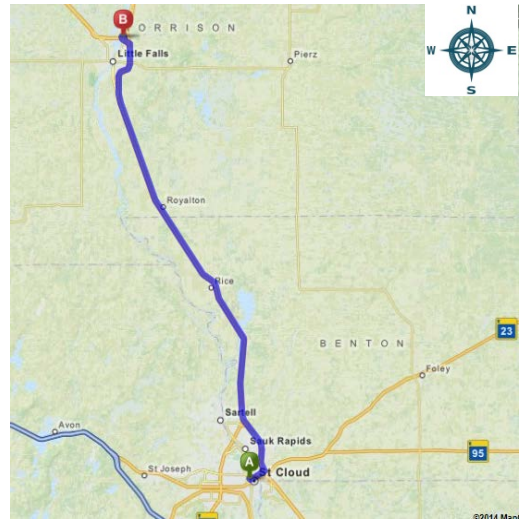 N
B
ORRISON
W
E
Little Falls
Pierz
S
Royalton
Rice
23
BENTON
Foley
Sartell
Avon
Sauk Rapids
95
A
St Joseph
St Cloud
©2014 Map